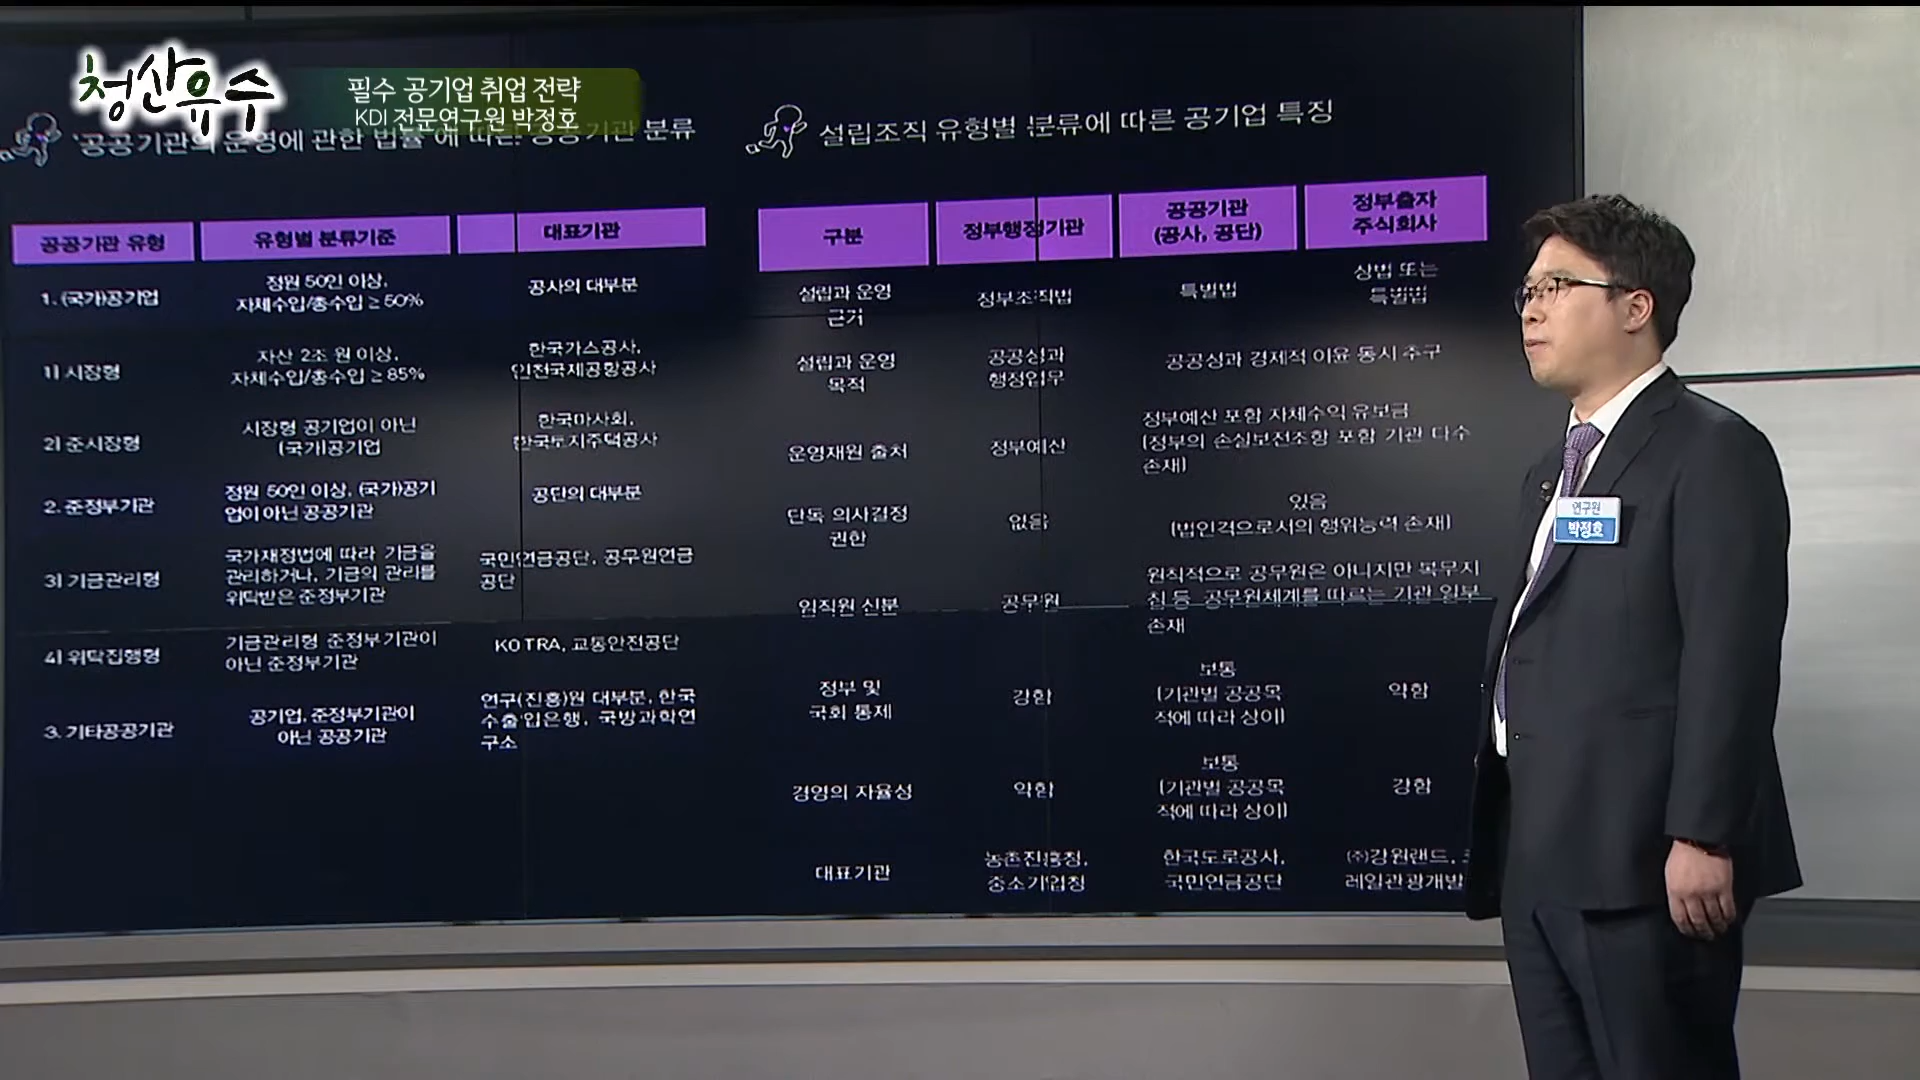 청산유수
필수 공기업 취업 전략
KDI 전문연구원 박정호
'공공기관의 운영에 관한 법률'에 따른 공공기관 분류
공공기관 유형
유형별 분류기준
대표기관
1. (국가)공기업
정원 50인 이상,
자체수입/총수입 ≥ 50%
공사의 대부분
1) 시장형
자산 2조 원 이상,
자체수입/총수입 ≥ 85%
한국가스공사,
인천국제공항공사
2) 준시장형
시장형 공기업이 아닌
(국가)공기업
한국마사회,
한국토지주택공사
2. 준정부기관
정원 50인 이상, (국가)공기
업이 아닌 공공기관
공단의 대부분
3) 기금관리형
국가재정법에 따라 기금을
관리하거나, 기금의 관리를
위탁받은 준정부기관
국민연금공단, 공무원연금
공단
4) 위탁집행형
기금관리형 준정부기관이
아닌 준정부기관
KOTRA, 교통안전공단
3. 기타공공기관
공기업, 준정부기관이
아닌 공공기관
연구(진흥)원 대부분, 한국
수출입은행, 국방과학연
구소
설립조직 유형별 분류에 따른 공기업 특징
구분
정부행정기관
공공기관
(공사, 공단)
정부출자
주식회사
설립과 운영
근거
정부조직법
특별법
상법 또는
특별법
설립과 운영
목적
공공성과
행정업무
공공성과 경제적 이윤 동시 추구
운영재원 출처
정부예산
정부예산 포함 자체수익 유보금
(정부의 손실보전조항 포함 기관 다수
존재)
단독 의사결정
권한
없음
있음
(법인격으로서의 행위능력 존재)
임직원 신분
공무원
원칙적으로 공무원은 아니지만 복무지
침 등 공무원체계를 따르는 기관 일부
존재
정부 및
국회 통제
강함
보통
(기관별 공공목
적에 따라 상이)
약함
경영의 자율성
약함
보통
(기관별 공공목
적에 따라 상이)
강함
대표기관
농촌진흥청,
중소기업청
한국도로공사,
국민연금공단
㈜강원랜드,
레일관광개발
연구원
박정호